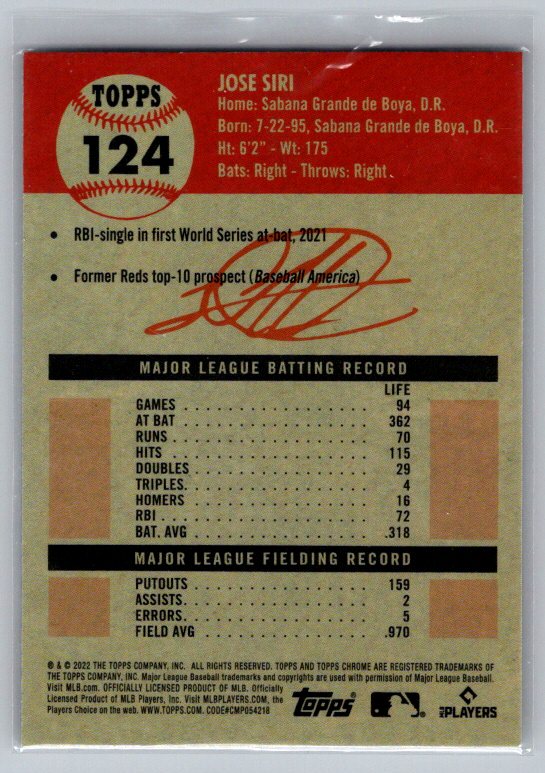 TOPPS
124
JOSE SIRI
Home: Sabana Grande de Boya, D.R.
Born: 7-22-95, Sabana Grande de Boya, D.R.
Ht: 6'2" - Wt: 175
Bats: Right - Throws: Right
• RBI-single in first World Series at-bat, 2021
• Former Reds top-10 prospect (Baseball America)
MAJOR LEAGUE BATTING RECORD
LIFE
GAMES . . . . . . . . . . . . . . . . . . . . 94
AT BAT . . . . . . . . . . . . . . . . . . . . 362
RUNS . . . . . . . . . . . . . . . . . . . . 70
HITS . . . . . . . . . . . . . . . . . . . . 115
DOUBLES . . . . . . . . . . . . . . . . . . 29
TRIPLES. . . . . . . . . . . . . . . . . . . 4
HOMERS . . . . . . . . . . . . . . . . . . 16
RBI . . . . . . . . . . . . . . . . . . . . . 72
BAT. AVG . . . . . . . . . . . . . . . . . . .318
MAJOR LEAGUE FIELDING RECORD
PUTOUTS . . . . . . . . . . . . . . . . . . 159
ASSISTS. . . . . . . . . . . . . . . . . . . 2
ERRORS. . . . . . . . . . . . . . . . . . . 5
FIELD AVG . . . . . . . . . . . . . . . . . .970
® & © 2022 THE TOPPS COMPANY, INC. ALL RIGHTS RESERVED. TOPPS AND TOPPS CHROME ARE REGISTERED TRADEMARKS OF
THE TOPPS COMPANY, INC. Major League Baseball trademarks and copyrights are used with permission of Major League Baseball.
Visit MLB.com. OFFICIALLY LICENSED PRODUCT OF MLB. Officially
Licensed Product of MLB Players, Inc. Visit MLBPLAYERS.com, the
Players Choice on the web. WWW.TOPPS.COM. CODE#CMP054218
Topps
MLB PLAYERS